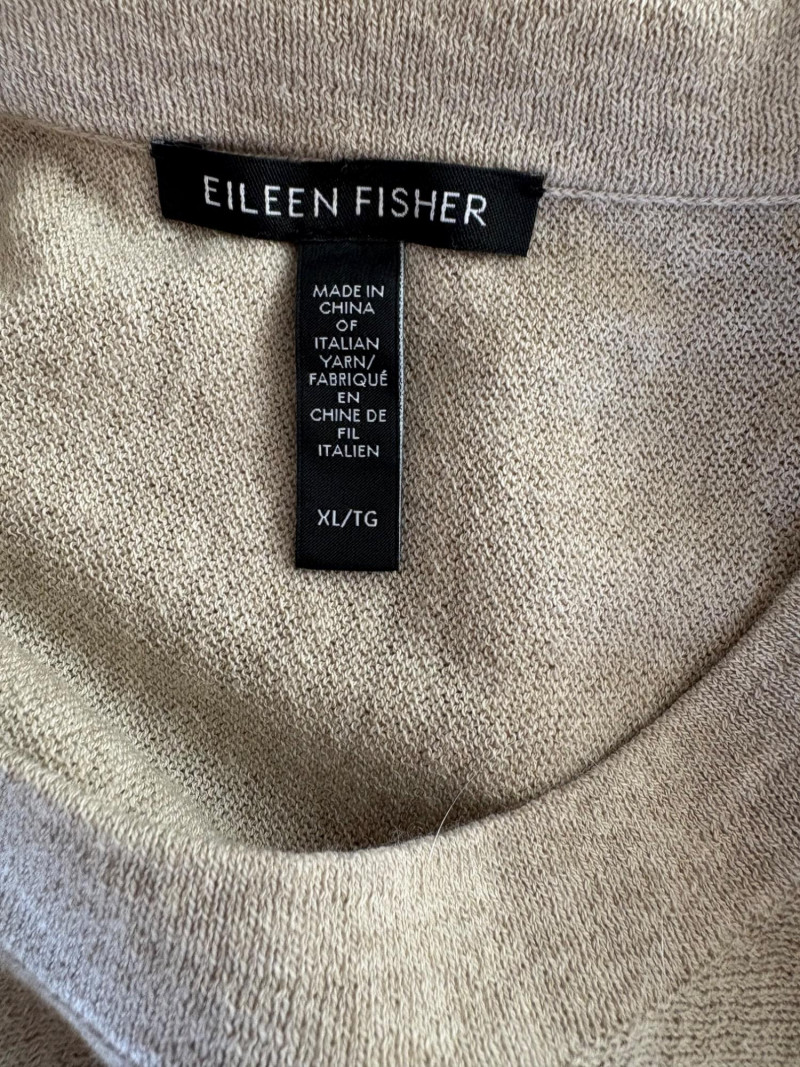 EILEEN FISHER
MADE IN
CHINA
OF
ITALIAN
YARN/
FABRIQUÉ
EN
CHINE DE
FIL
ITALIEN
XL/TG